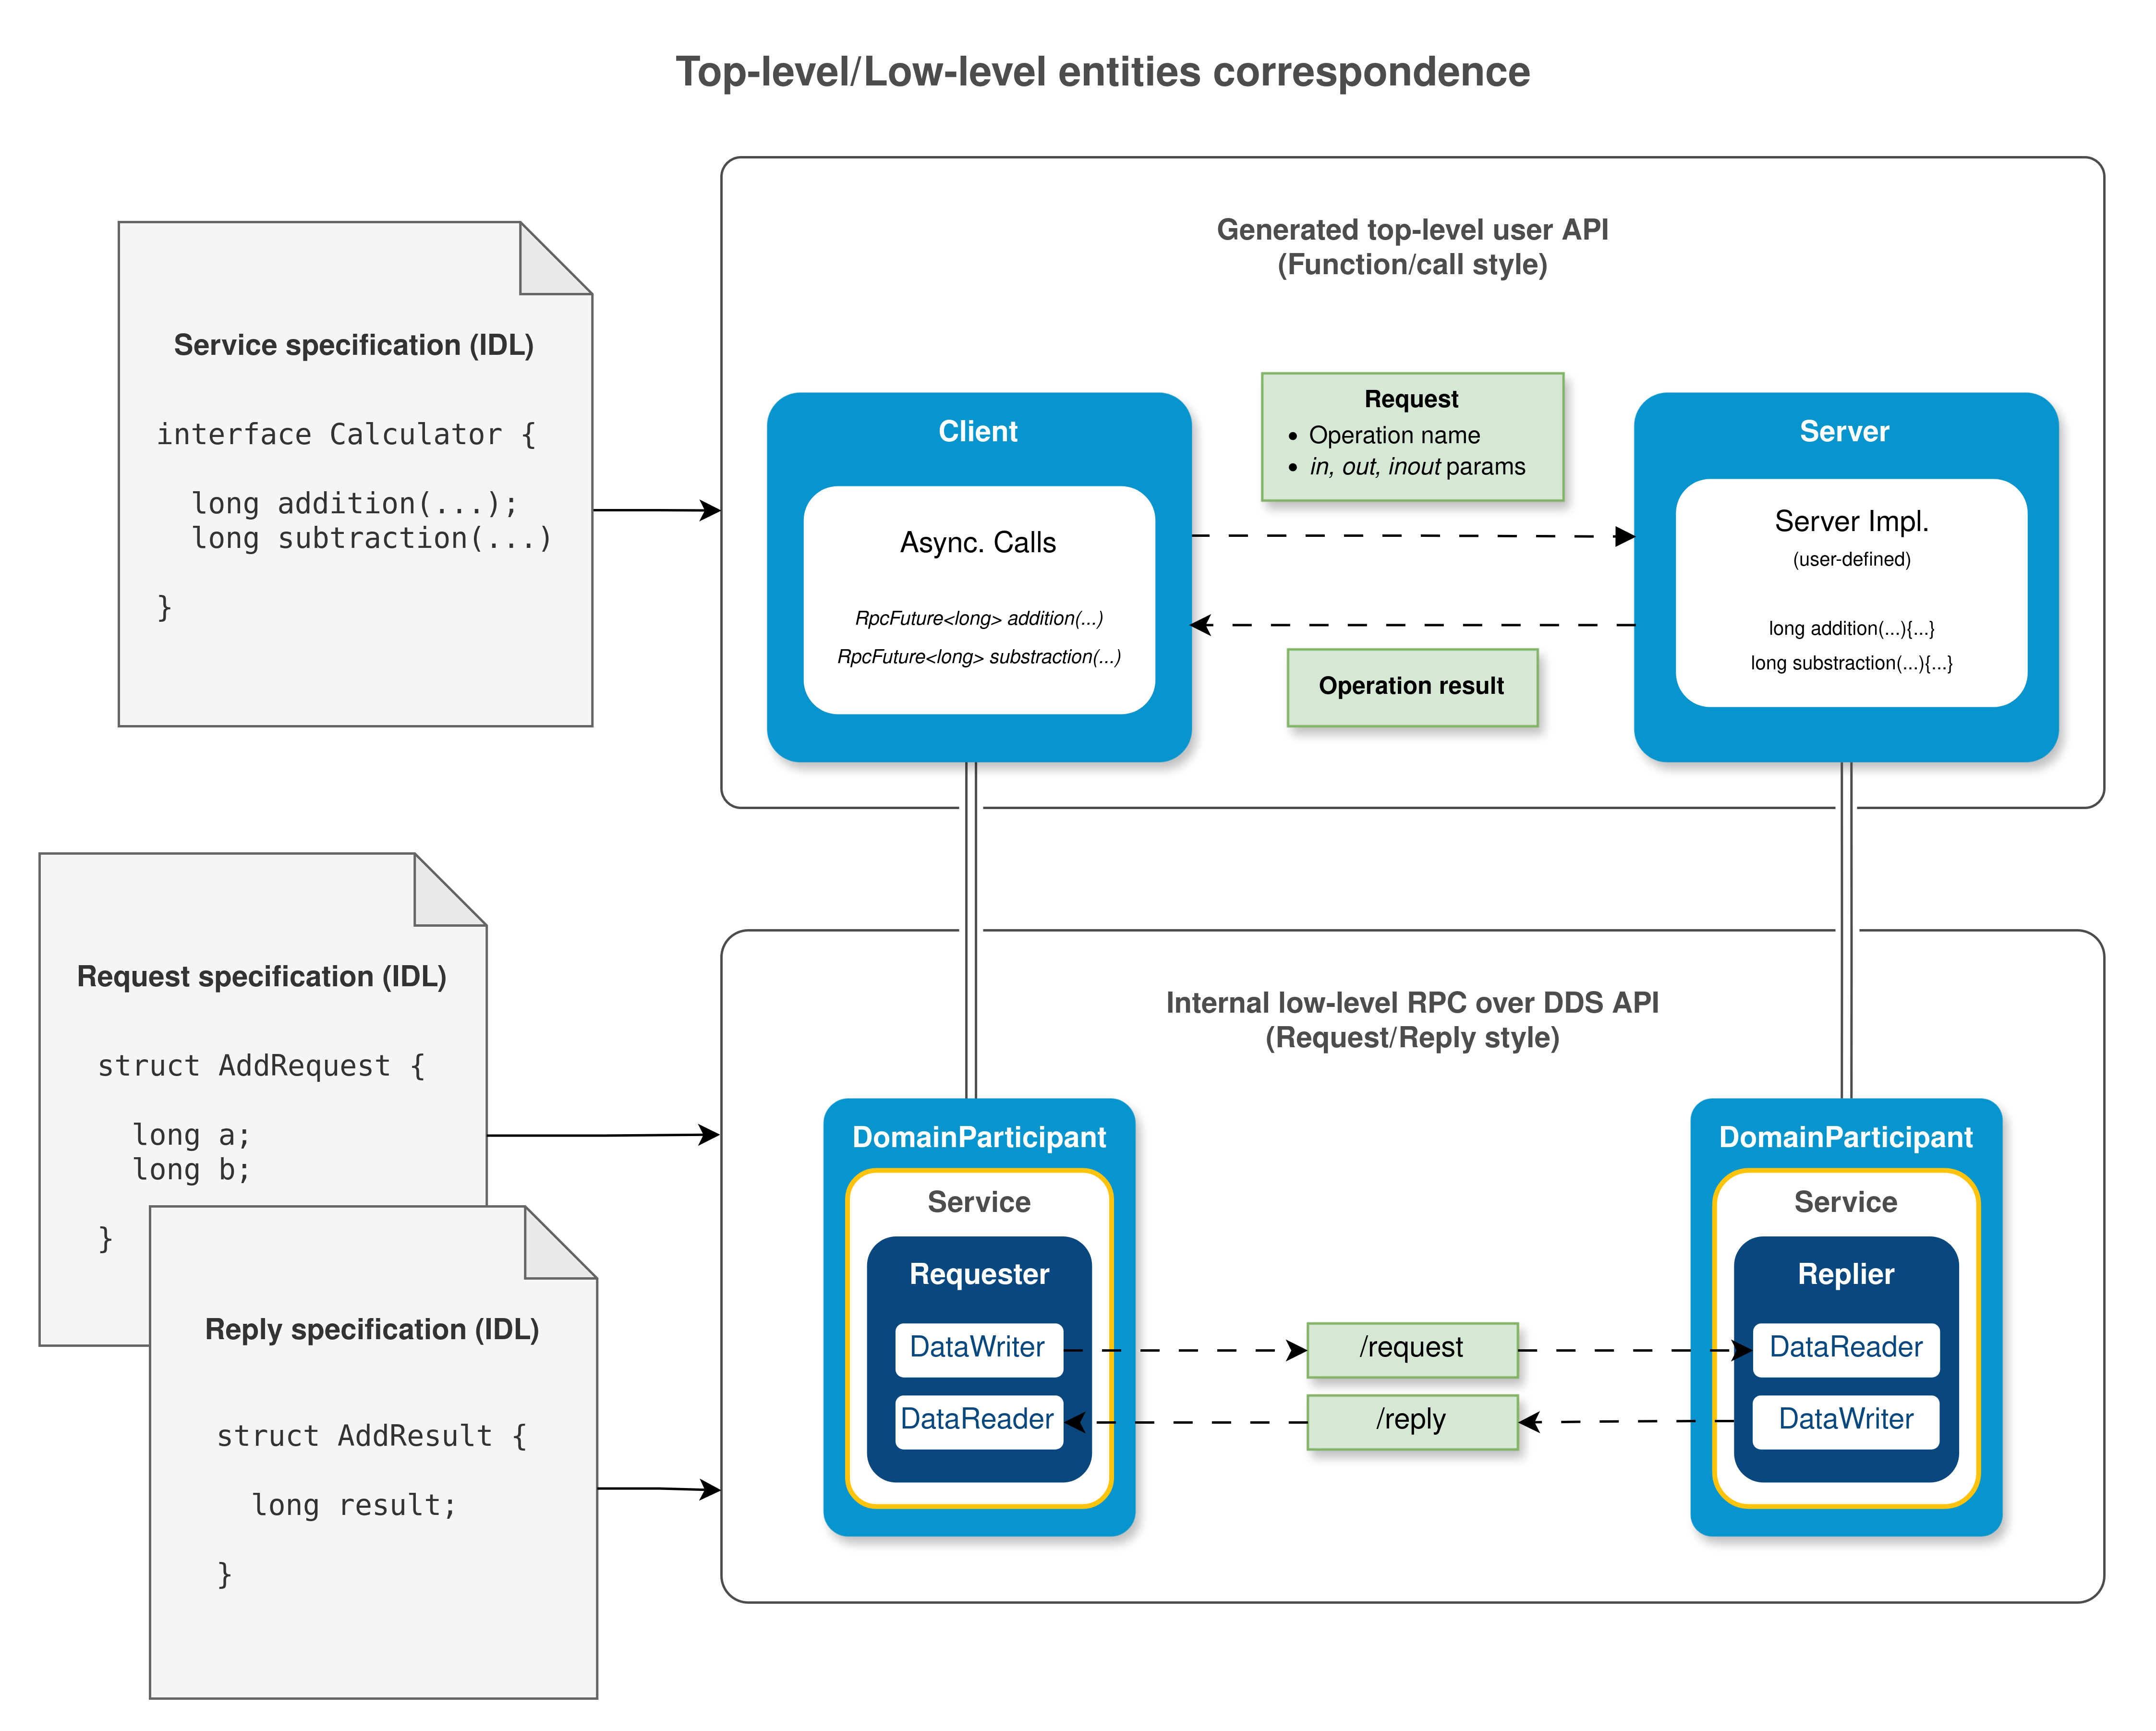 Top-level/Low-level entities correspondence
Service specification (IDL)
interface Calculator {
long addition(...);
long subtraction(...)
}
Generated top-level user API
(Function/call style)
Client
Async. Calls
RpcFuture<long> addition(...)
RpcFuture<long> substraction(...)
Request
• Operation name
• in, out, inout params
Operation result
Server
Server Impl.
(user-defined)
long addition(...){...}
long substraction(...){...}
Request specification (IDL)
struct AddRequest {
long a;
long b;
}
Reply specification (IDL)
struct AddResult {
long result;
}
Internal low-level RPC over DDS API
(Request/Reply style)
DomainParticipant
Service
Requester
DataWriter
DataReader
/request
/reply
DomainParticipant
Service
Replier
DataReader
DataWriter